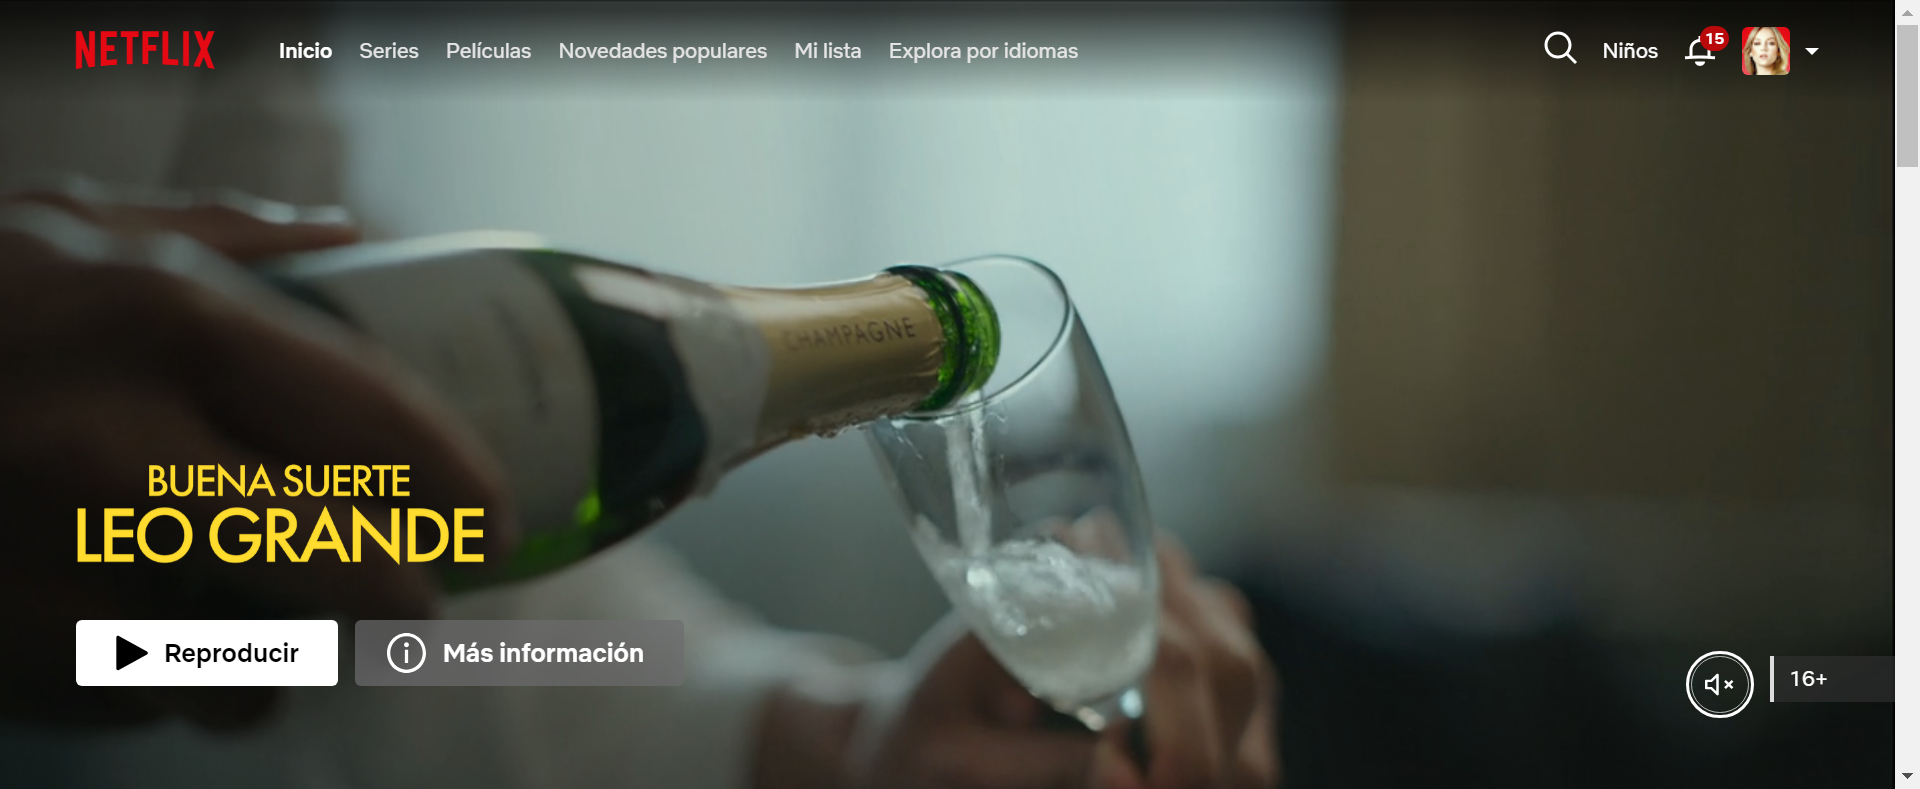 NETFLIX
Inicio
Series
Películas
Novedades populares
Mi lista
Explora por idiomas
Niños
15
CHAMPAGNE
BUENA SUERTE
LEO GRANDE
Reproducir
Más información
16+